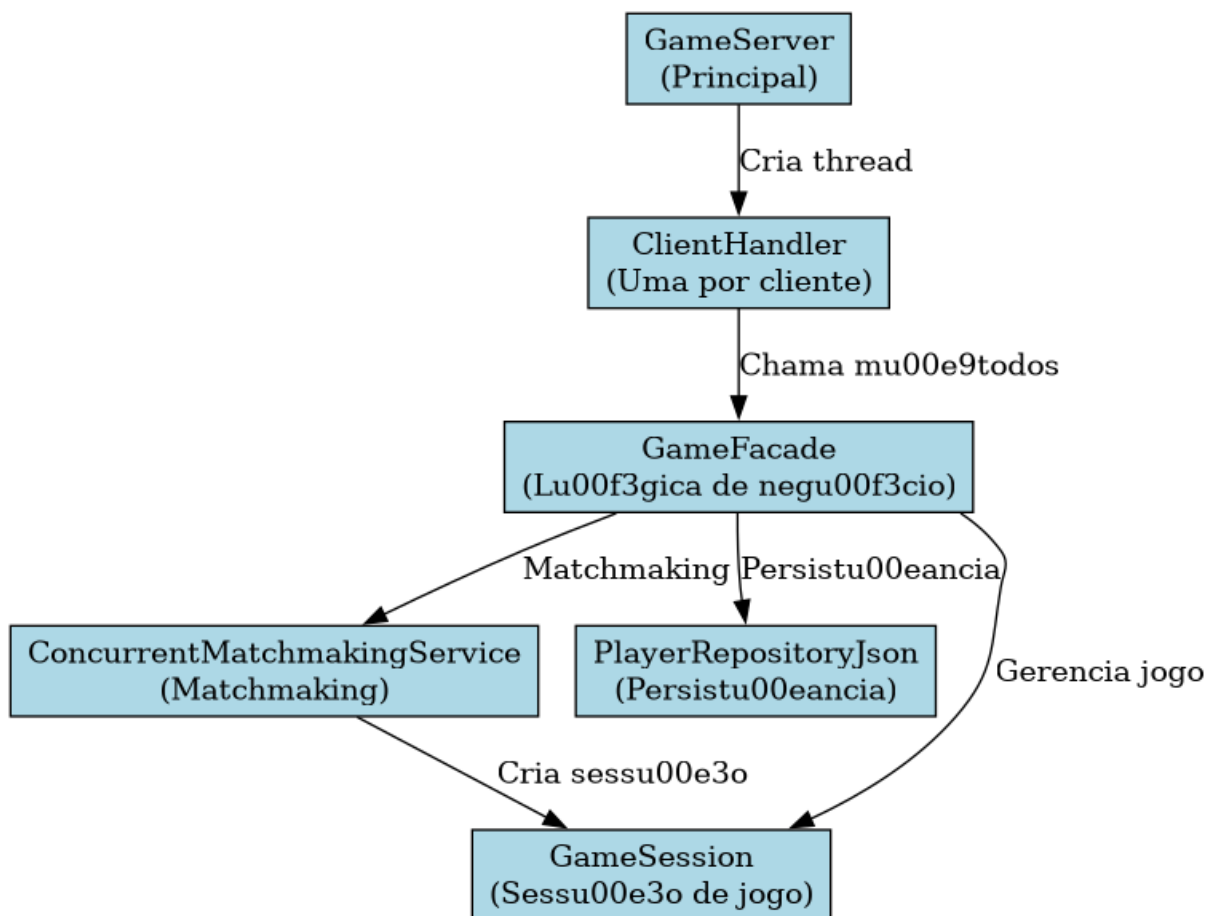 GameServer
(Principal)
Cria thread
ClientHandler
(Uma por cliente)
Chama mu00e9todos
GameFacade
(Lu00f3gica de negu00f3cio)
Matchmaking
Persistu00eancia
ConcurrentMatchmakingService
(Matchmaking)
PlayerRepositoryJson
(Persistu00eancia)
Gerencia jogo
Cria sessu00e3o
GameSession
(Sessu00e3o de jogo)